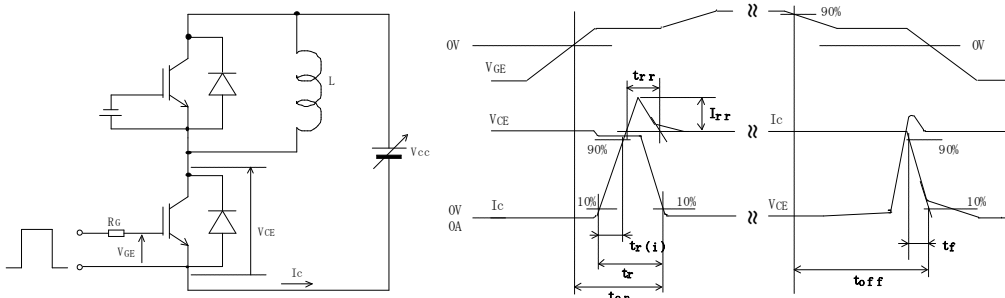 L
Vcc
RG
VGE
VCE
Ic
0V
VGE
90%
0V
trr
Irr
VCE
Ic
90%
90%
Ic
10%
10%
VCE
10%
0V
0A
tr(i)
tr
tf
toff
ton